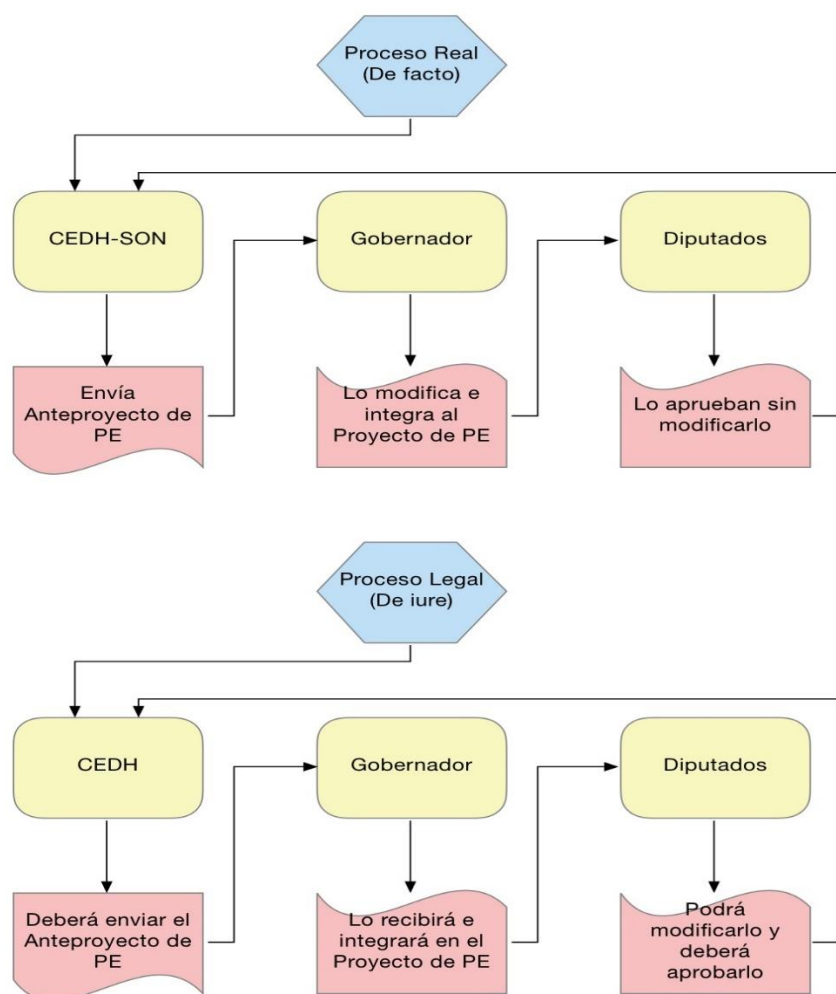 Proceso Real
(De facto)
CEDH-SON
Gobernador
Diputados
Envía
Anteproyecto de
PE
Lo modifica e
integra al
Proyecto de PE
Lo aprueban sin
modificarlo
Proceso Legal
(De iure)
CEDH
Gobernador
Diputados
Deberá enviar el
Anteproyecto de
PE
Lo recibirá e
integrará en el
Proyecto de PE
Podrá
modificarlo y
deberá
aprobarlo